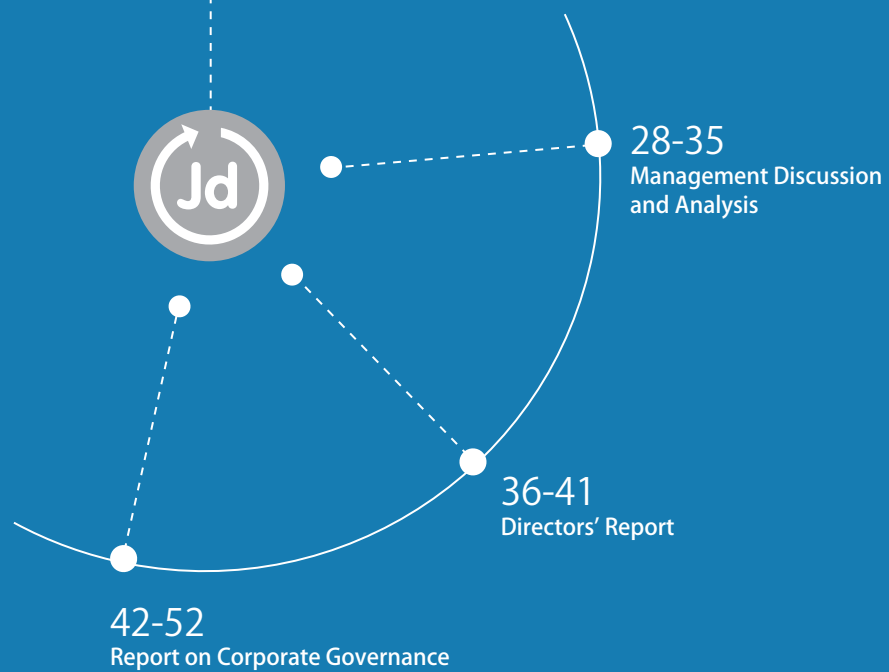 Jd
28-35
Management Discussion
and Analysis
36-41
Directors’ Report
42-52
Report on Corporate Governance